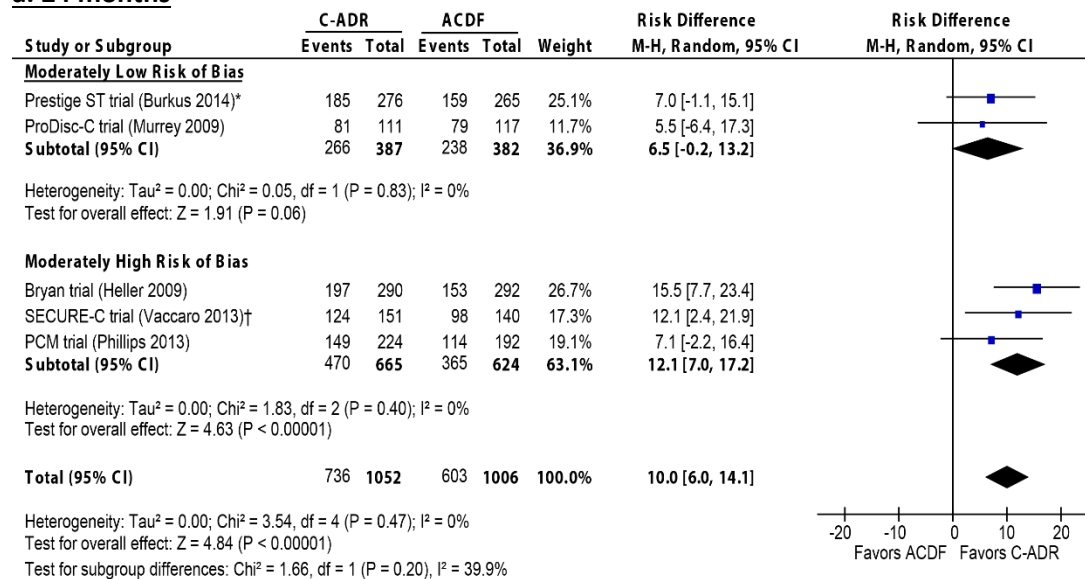 a. 24 months
C-ADR ACDF Risk Difference Risk Difference
Study or Subgroup Events Total Events Total Weight M-H, Random, 95% CI M-H, Random, 95% CI
Moderately Low Risk of Bias
Prestige ST trial (Burkus 2014)* 185 276 159 265 25.1% 7.0 [-1.1, 15.1]
ProDisc-C trial (Murrey 2009) 81 111 79 117 11.7% 5.5 [-6.4, 17.3]
Subtotal (95% CI) 266 387 238 382 36.9% 6.5 [-0.2, 13.2]
Heterogeneity: Tau² = 0.00; Chi² = 0.05, df = 1 (P = 0.83); I² = 0%
Test for overall effect: Z = 1.91 (P = 0.06)
Moderately High Risk of Bias
Bryan trial (Heller 2009) 197 290 153 292 26.7% 15.5 [7.7, 23.4]
SECURE-C trial (Vaccaro 2013)† 124 151 98 140 17.3% 12.1 [2.4, 21.9]
PCM trial (Phillips 2013) 149 224 114 192 19.1% 7.1 [-2.2, 16.4]
Subtotal (95% CI) 470 665 365 624 63.1% 12.1 [7.0, 17.2]
Heterogeneity: Tau² = 0.00; Chi² = 1.83, df = 2 (P = 0.40); I² = 0%
Test for overall effect: Z = 4.63 (P < 0.00001)
Total (95% CI) 736 1052 603 1006 100.0% 10.0 [6.0, 14.1]
Heterogeneity: Tau² = 0.00; Chi² = 3.54, df = 4 (P = 0.47); I² = 0%
Test for overall effect: Z = 4.84 (P < 0.00001)
Test for subgroup differences: Chi² = 1.66, df = 1 (P = 0.20), I² = 39.9%
-20 -10 0 10 20
Favors ACDF Favors C-ADR